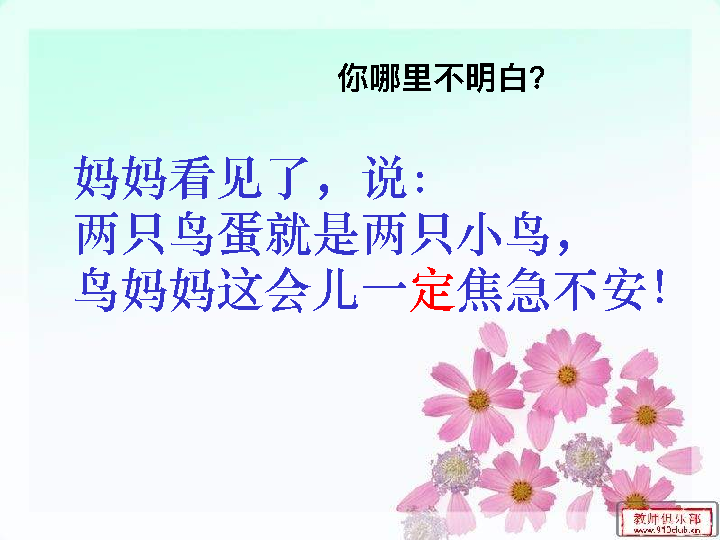 你哪里不明白?
妈妈看见了，说：
两只鸟蛋就是两只小鸟，
鸟妈妈这会儿一定焦急不安！
教师俱乐部
www.910club.cn